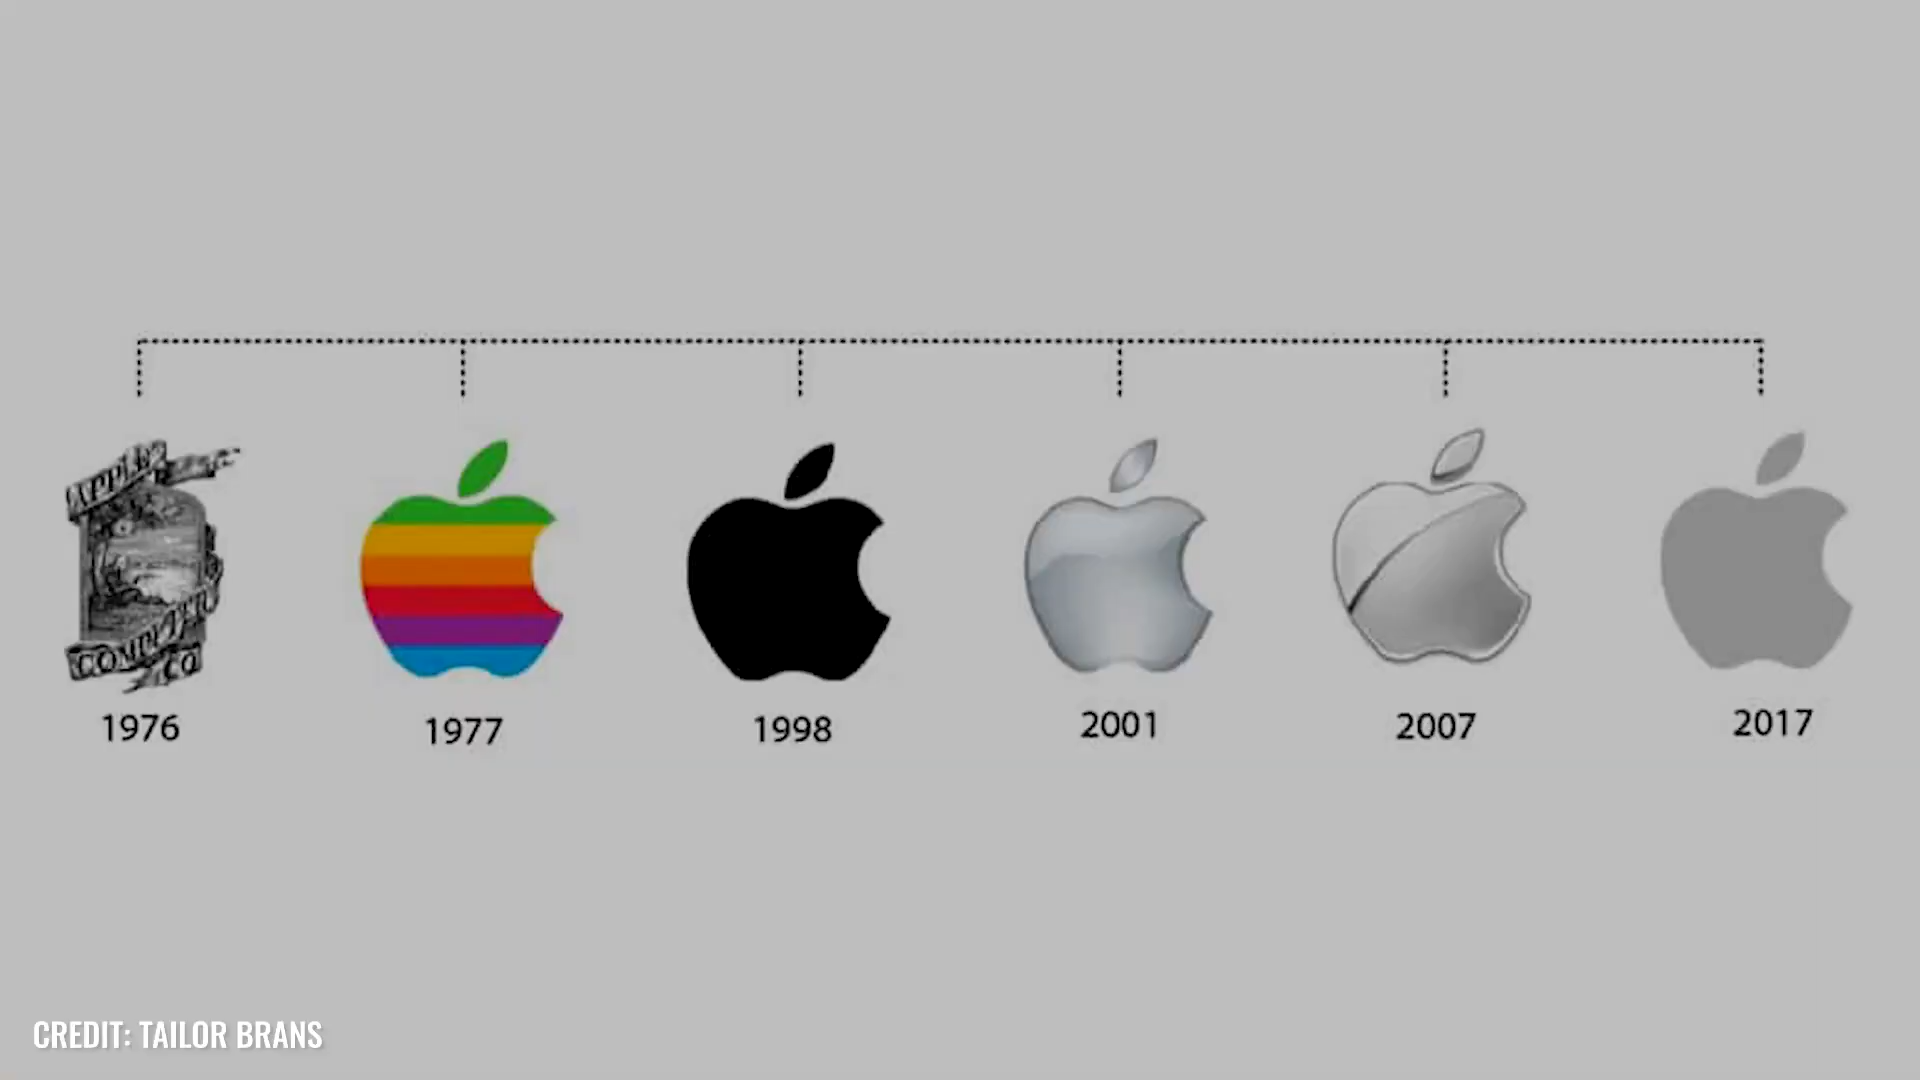 APPLE
COMPUTER
CO
1976
1977
1998
2001
2007
2017
CREDIT: TAILOR BRANS